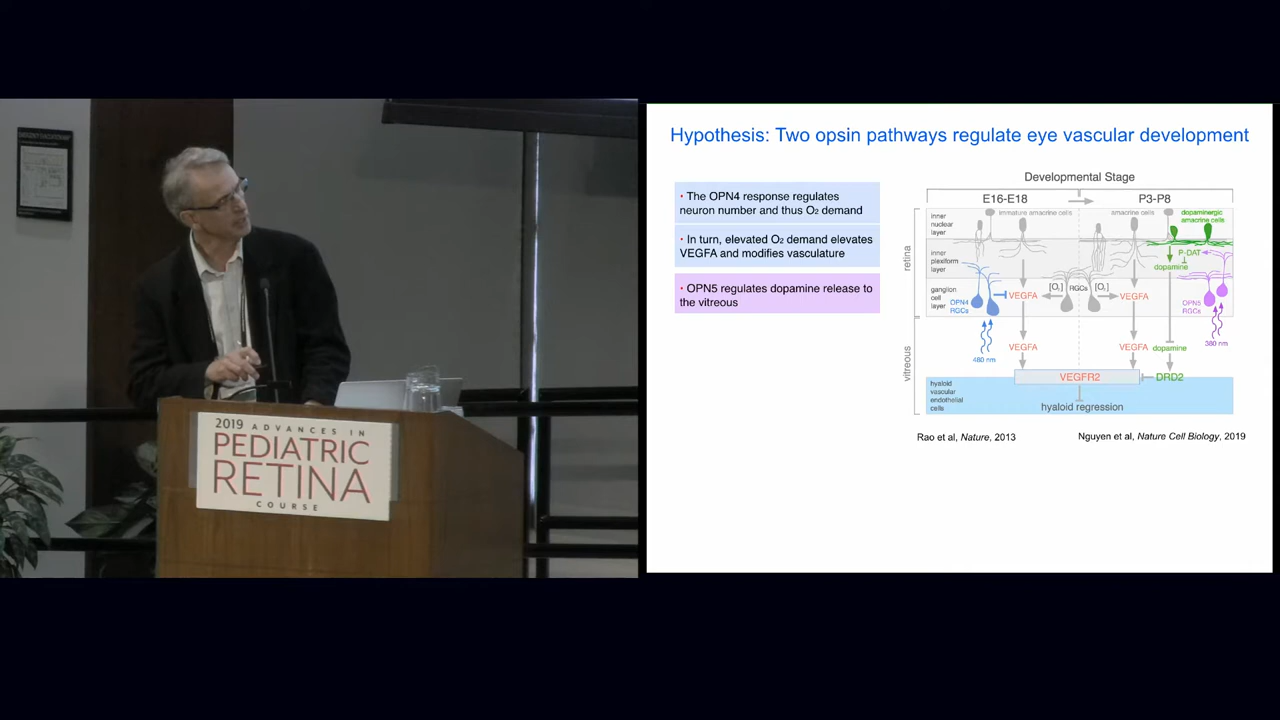 2019 ADVANCES IN
PEDIATRIC
RETINA
COURSE
Hypothesis: Two opsin pathways regulate eye vascular development
• The OPN4 response regulates
neuron number and thus O₂ demand
• In turn, elevated O₂ demand elevates
VEGFA and modifies vasculature
• OPN5 regulates dopamine release to
the vitreous
Developmental Stage
E16-E18
P3-P8
retina
inner
nuclear
layer
immature amacrine cells
amacrine cells
dopaminergic
amacrine cells
inner
plexiform
layer
P-DAT
dopamine
ganglion
cell
layer
OPN4
RGCs
VEGFA
[O₂]
RGCs
[O₂]
VEGFA
OPN5
RGCs
480 nm
380 nm
vitreous
VEGFA
VEGFA
dopamine
VEGFR2
DRD2
hyaloid
vascular
endothelial
cells
hyaloid regression
Rao et al, Nature, 2013
Nguyen et al, Nature Cell Biology, 2019